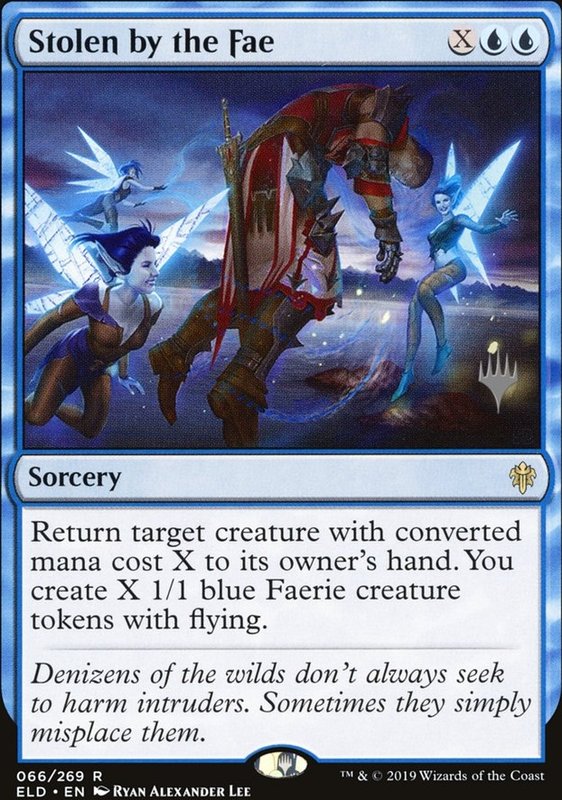 Stolen by the Fae X
Sorcery
Return target creature with converted
mana cost X to its owner's hand. You
create X 1/1 blue Faerie creature
tokens with flying.
Denizens of the wilds don't always seek
to harm intruders. Sometimes they simply
misplace them.
066/269 R
ELD • EN Ryan Alexander Lee
™ & © 2019 Wizards of the Coast